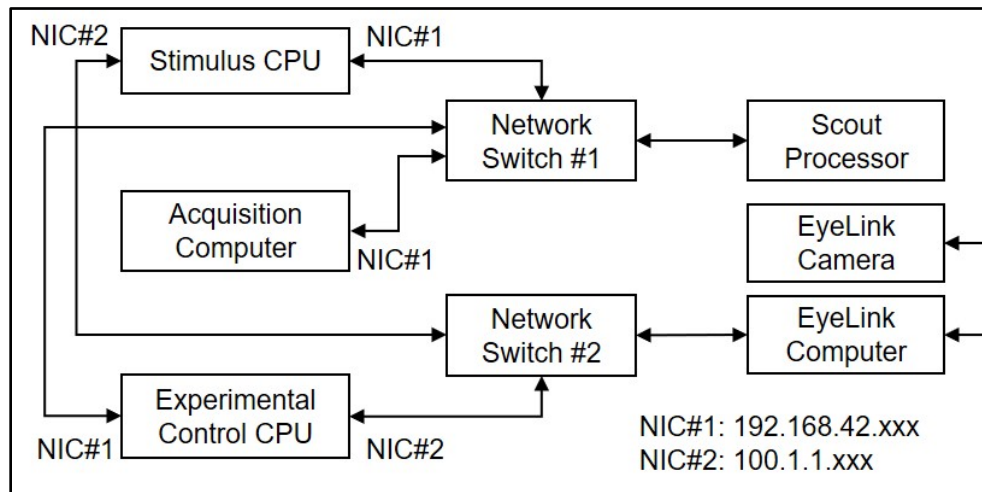 NIC#2
Stimulus CPU
NIC#1
Network
Switch #1
Scout
Processor
Acquisition
Computer
NIC#1
EyeLink
Camera
Network
Switch #2
EyeLink
Computer
Experimental
Control CPU
NIC#1
NIC#2
NIC#1: 192.168.42.xxx
NIC#2: 100.1.1.xxx